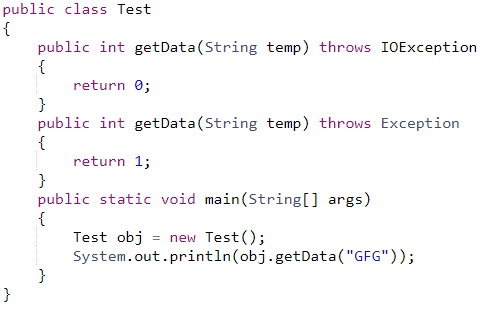 public class Test
{
    public int getData(String temp) throws IOException
    {
        return 0;
    }
    public int getData(String temp) throws Exception
    {
        return 1;
    }
    public static void main(String[] args)
    {
        Test obj = new Test();
        System.out.println(obj.getData("GFG"));
    }
}